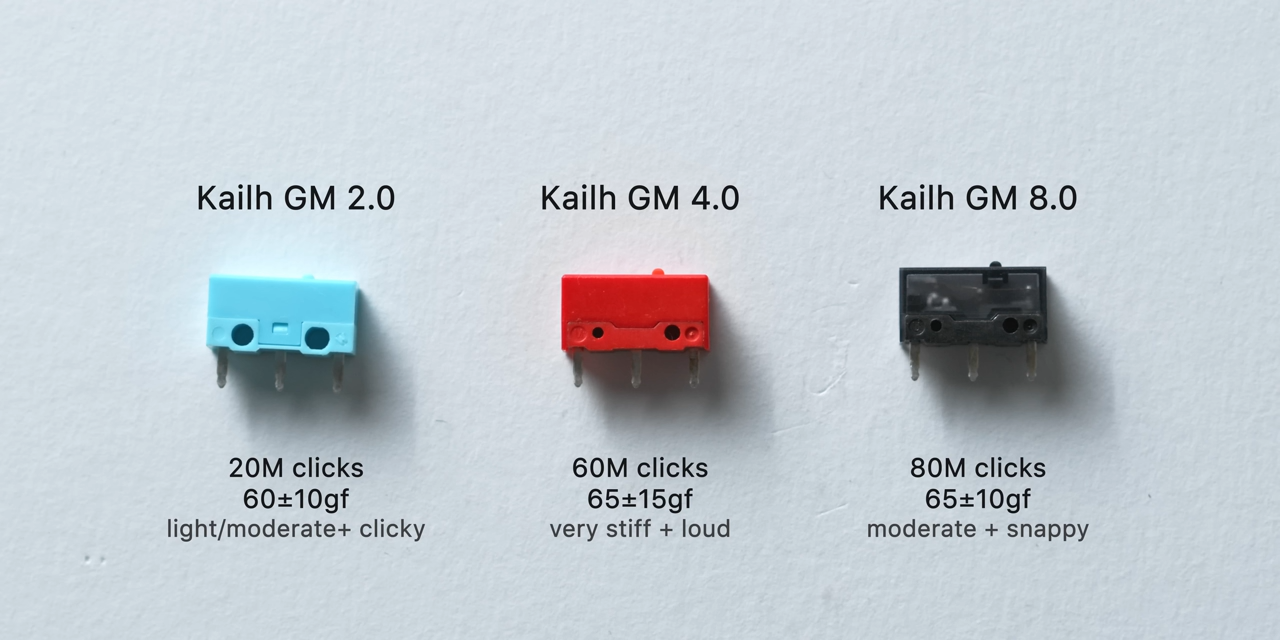 Kailh GM 2.0
Kailh GM 4.0
Kailh GM 8.0
20M clicks
60±10gf
light/moderate+ clicky
60M clicks
65±15gf
very stiff + loud
80M clicks
65±10gf
moderate + snappy